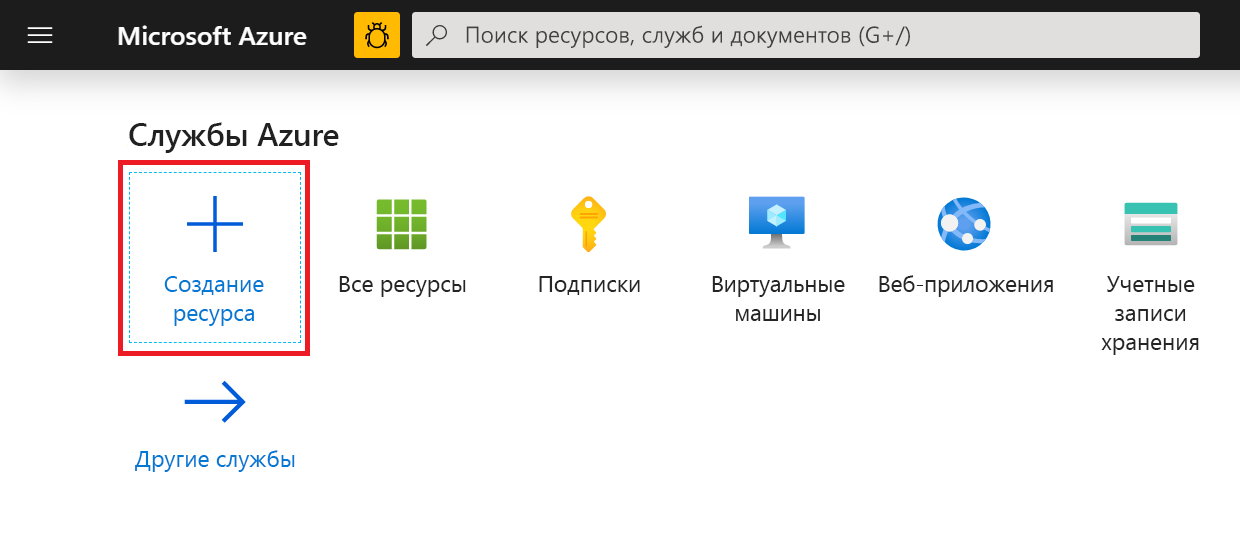 Microsoft Azure
Поиск ресурсов, служб и документов (G+/)
Службы Azure
Создание
ресурса
Все ресурсы
Подписки
Виртуальные
машины
Веб-приложения
Учетные
записи
хранения
Другие службы